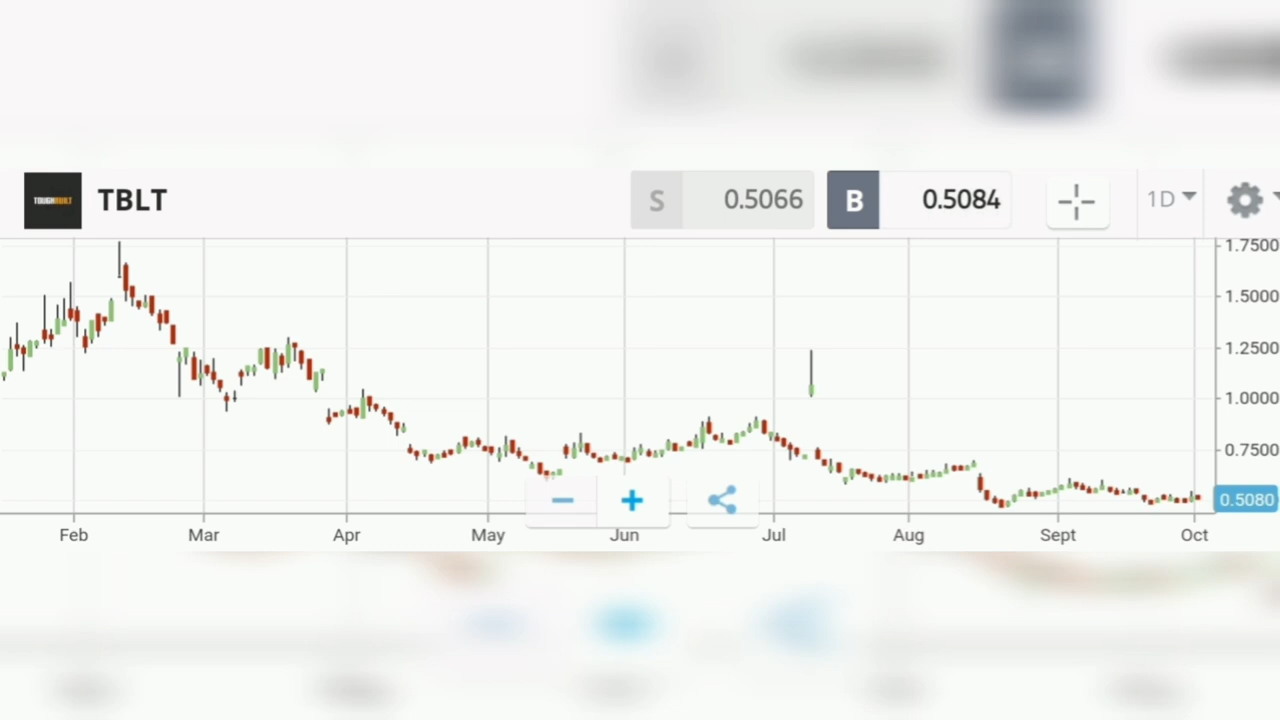 TOUGHBUILT
TBLT
S 0.5066
B 0.5084
1D
1.7500
1.5000
1.2500
1.0000
0.7500
0.5080
Feb Mar Apr May Jun Jul Aug Sept Oct